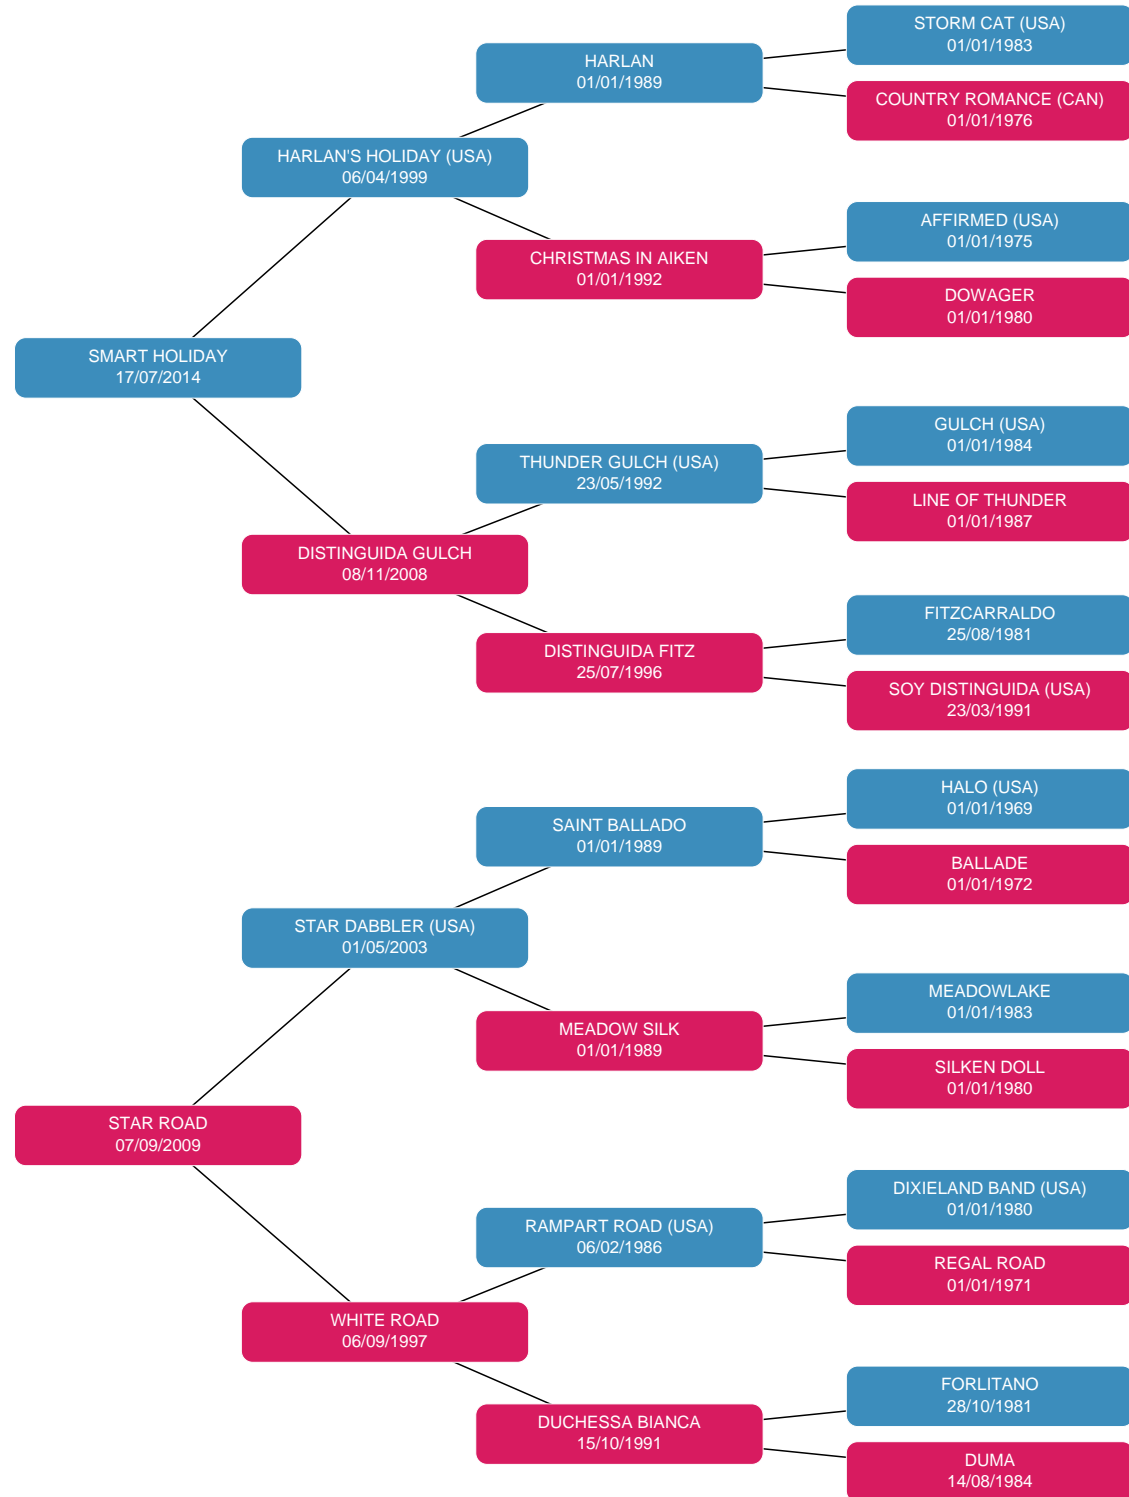 STORM CAT (USA)
01/01/1983
HARLAN
01/01/1989
COUNTRY ROMANCE (CAN)
01/01/1976
HARLAN'S HOLIDAY (USA)
06/04/1999
AFFIRMED (USA)
01/01/1975
CHRISTMAS IN AIKEN
01/01/1992
DOWAGER
01/01/1980
SMART HOLIDAY
17/07/2014
GULCH (USA)
01/01/1984
THUNDER GULCH (USA)
23/05/1992
LINE OF THUNDER
01/01/1987
DISTINGUIDA GULCH
08/11/2008
FITZCARRALDO
25/08/1981
DISTINGUIDA FITZ
25/07/1996
SOY DISTINGUIDA (USA)
23/03/1991
HALO (USA)
01/01/1969
SAINT BALLADO
01/01/1989
BALLADE
01/01/1972
STAR DABBLER (USA)
01/05/2003
MEADOWLAKE
01/01/1983
MEADOW SILK
01/01/1989
SILKEN DOLL
01/01/1980
STAR ROAD
07/09/2009
DIXIELAND BAND (USA)
01/01/1980
RAMPART ROAD (USA)
06/02/1986
REGAL ROAD
01/01/1971
WHITE ROAD
06/09/1997
FORLITANO
28/10/1981
DUCHESSA BIANCA
15/10/1991
DUMA
14/08/1984